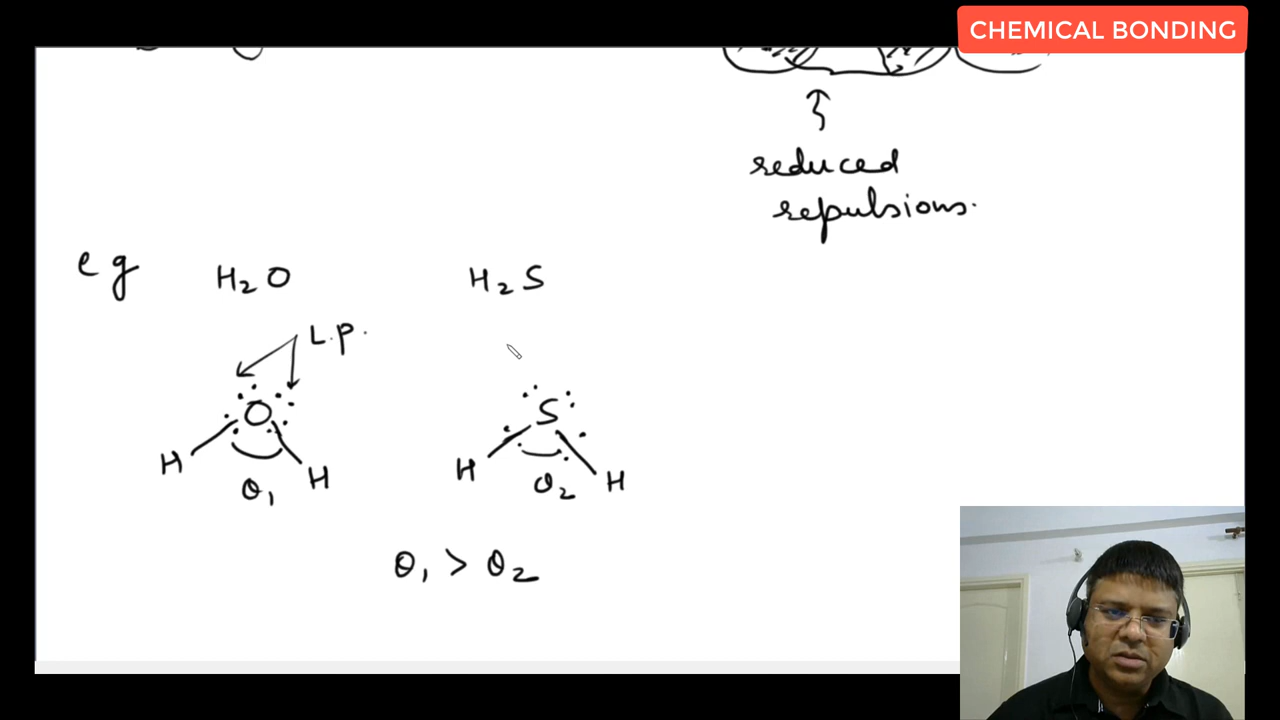 CHEMICAL BONDING
reduced
repulsions.
eg H₂O H₂S
L.p.
O S
H H H H
θ₁ θ₂
θ₁ > θ₂